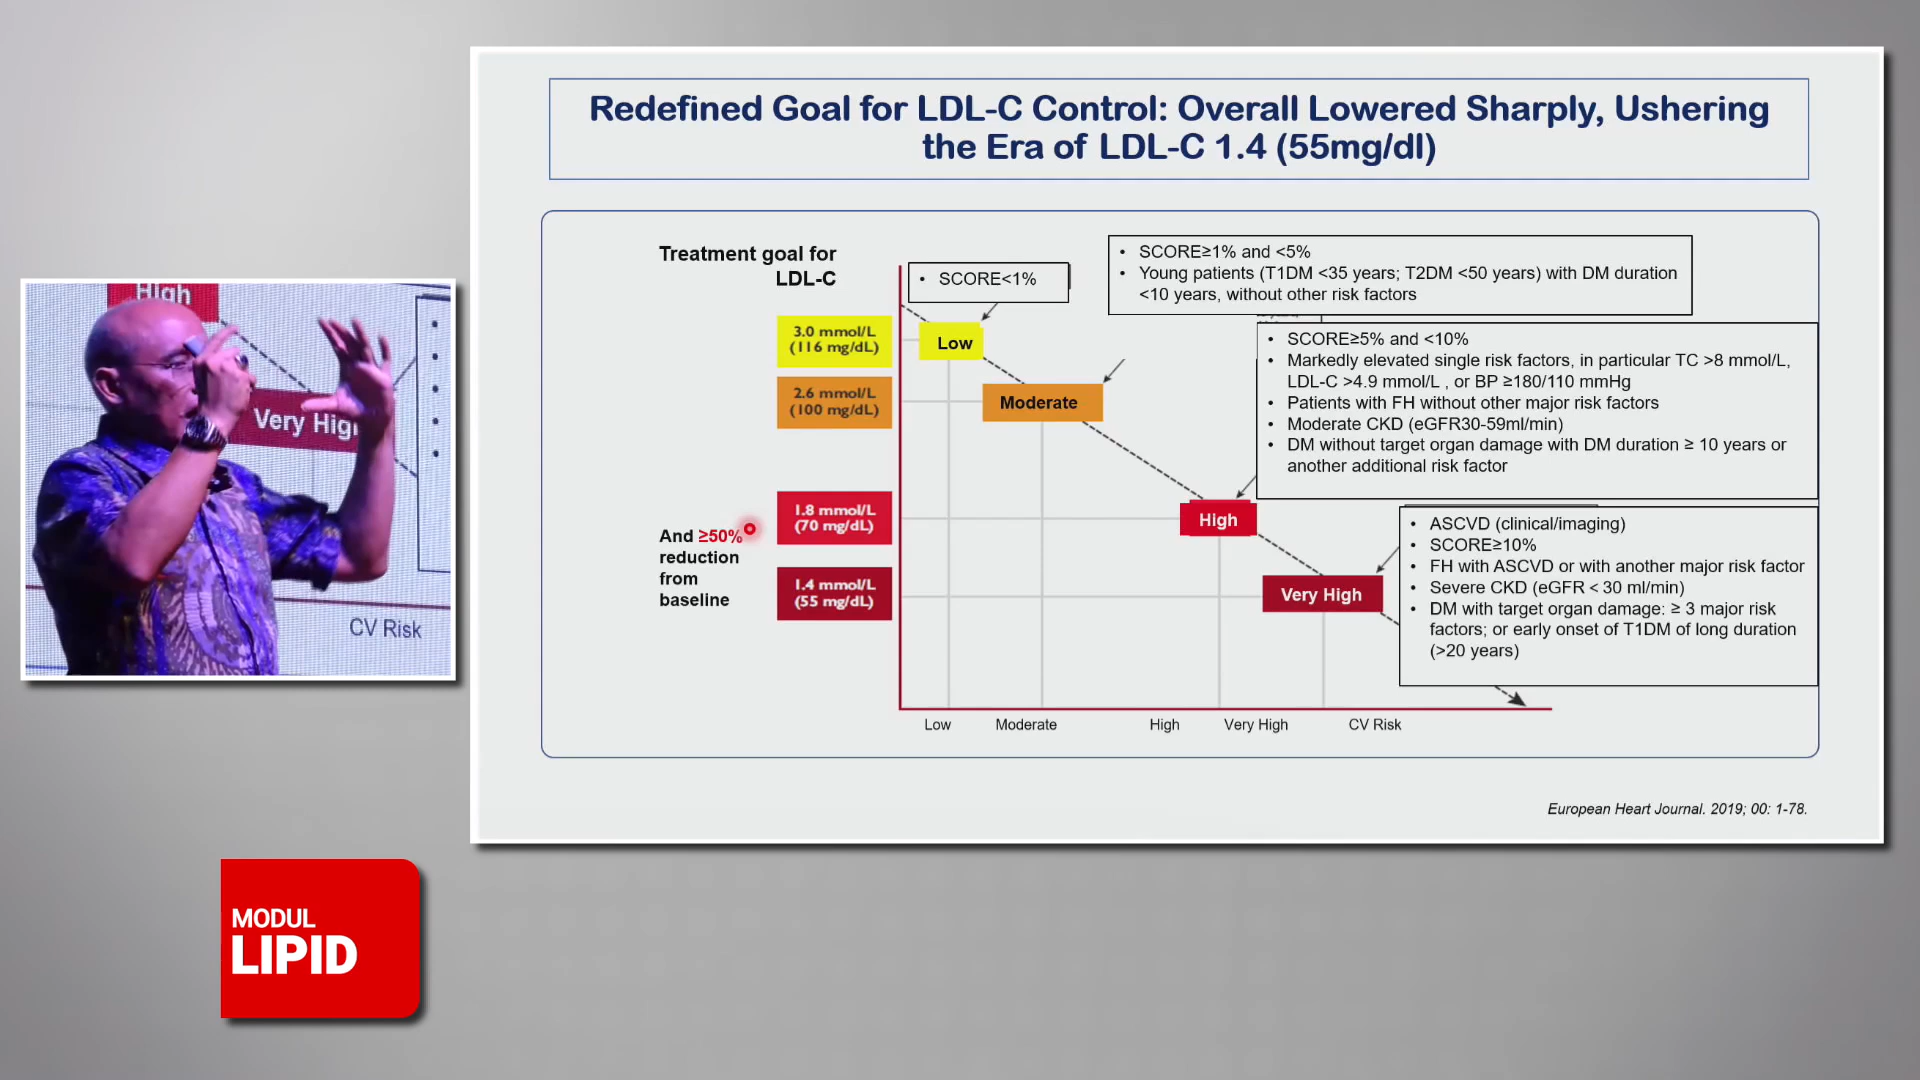 Redefined Goal for LDL-C Control: Overall Lowered Sharply, Ushering
the Era of LDL-C 1.4 (55mg/dl)
Treatment goal for
LDL-C
• SCORE<1%
• SCORE≥1% and <5%
• Young patients (T1DM <35 years; T2DM <50 years) with DM duration
<10 years, without other risk factors
3.0 mmol/L
(116 mg/dL)
Low
2.6 mmol/L
(100 mg/dL)
Moderate
• SCORE≥5% and <10%
• Markedly elevated single risk factors, in particular TC >8 mmol/L,
LDL-C >4.9 mmol/L , or BP ≥180/110 mmHg
• Patients with FH without other major risk factors
• Moderate CKD (eGFR30-59ml/min)
• DM without target organ damage with DM duration ≥ 10 years or
another additional risk factor
And ≥50%
reduction
from
baseline
1.8 mmol/L
(70 mg/dL)
High
1.4 mmol/L
(55 mg/dL)
Very High
• ASCVD (clinical/imaging)
• SCORE≥10%
• FH with ASCVD or with another major risk factor
• Severe CKD (eGFR < 30 ml/min)
• DM with target organ damage: ≥ 3 major risk
factors; or early onset of T1DM of long duration
(>20 years)
Low Moderate High Very High CV Risk
European Heart Journal. 2019; 00: 1-78.
High
Very High
CV Risk
MODUL
LIPID